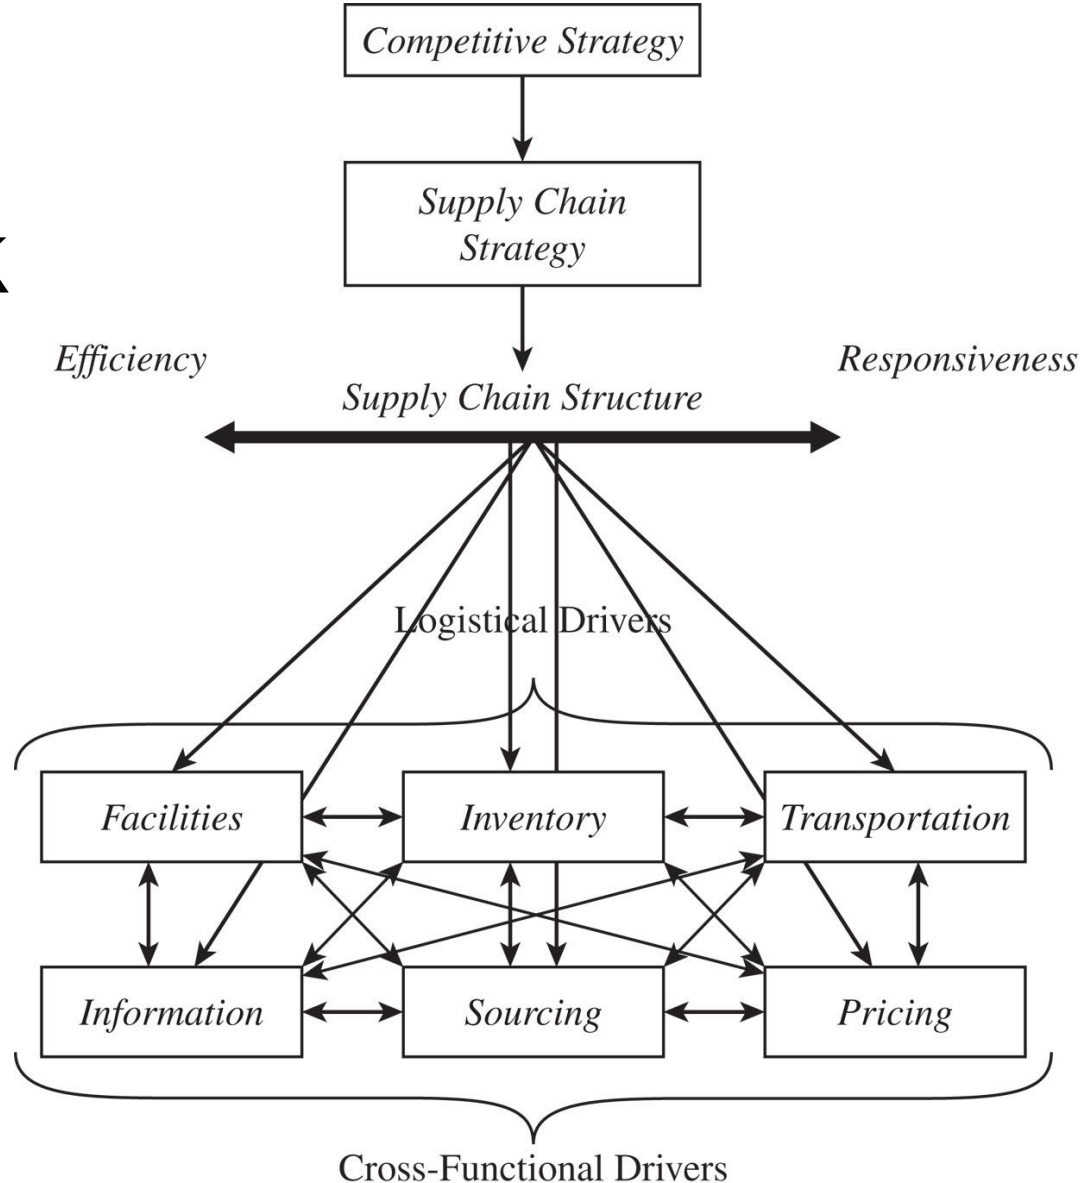 Competitive Strategy
Supply Chain
Strategy
Efficiency
Responsiveness
Supply Chain Structure
Logistical Drivers
Facilities
Inventory
Transportation
Information
Sourcing
Pricing
Cross-Functional Drivers